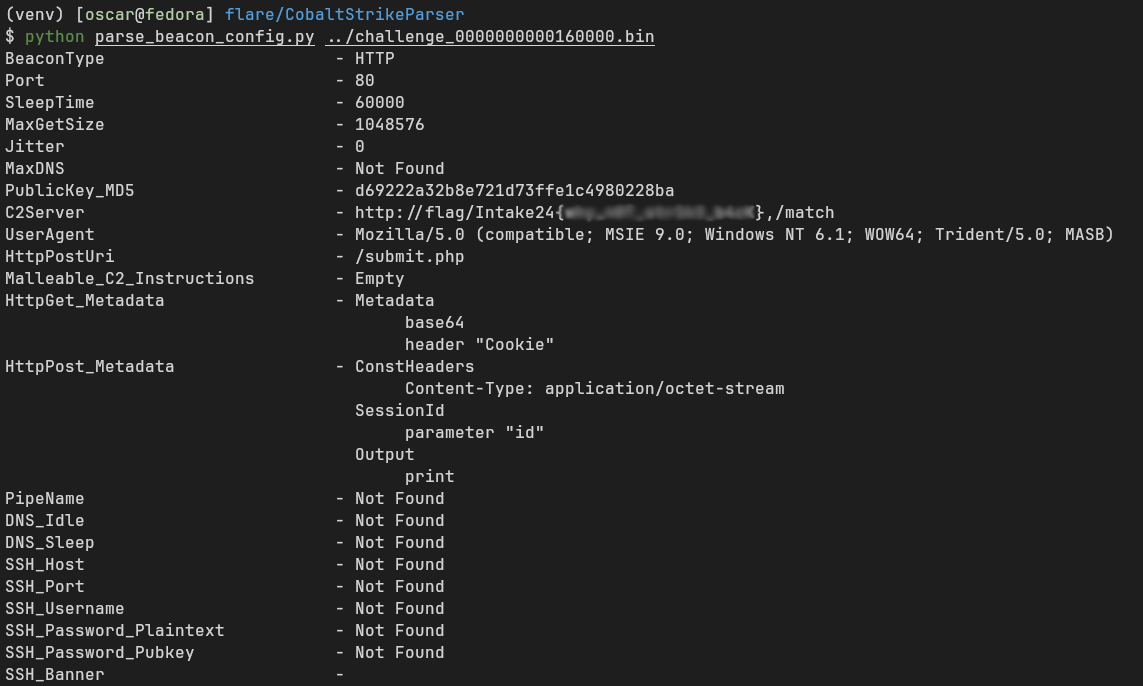 (venv) [oscar@fedora] flare/CobaltStrikeParser
$ python parse_beacon_config.py ../challenge_0000000000160000.bin
BeaconType - HTTP
Port - 80
SleepTime - 60000
MaxGetSize - 1048576
Jitter - 0
MaxDNS - Not Found
PublicKey_MD5 - d69222a32b8e721d73ffe1c4980228ba
C2Server - http://flag/Intake24{},/match
UserAgent - Mozilla/5.0 (compatible; MSIE 9.0; Windows NT 6.1; WOW64; Trident/5.0; MASB)
HttpPostUri - /submit.php
Malleable_C2_Instructions - Empty
HttpGet_Metadata - Metadata
base64
header "Cookie"
HttpPost_Metadata - ConstHeaders
Content-Type: application/octet-stream
SessionId
parameter "id"
Output
print
PipeName - Not Found
DNS_Idle - Not Found
DNS_Sleep - Not Found
SSH_Host - Not Found
SSH_Port - Not Found
SSH_Username - Not Found
SSH_Password_Plaintext - Not Found
SSH_Password_Pubkey - Not Found
SSH_Banner -